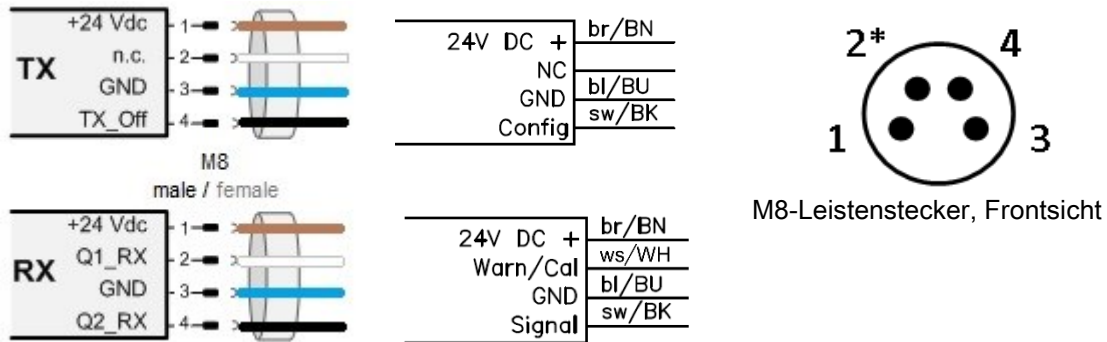 TX
+24 Vdc 1
n.c. 2
GND 3
TX_Off 4
M8
male / female
RX
+24 Vdc 1
Q1_RX 2
GND 3
Q2_RX 4
24V DC + br/BN
NC
GND bl/BU
Config sw/BK
24V DC + br/BN
Warn/Cal ws/WH
GND bl/BU
Signal sw/BK
2* 4
1 3
M8-Leistenstecker, Frontsicht